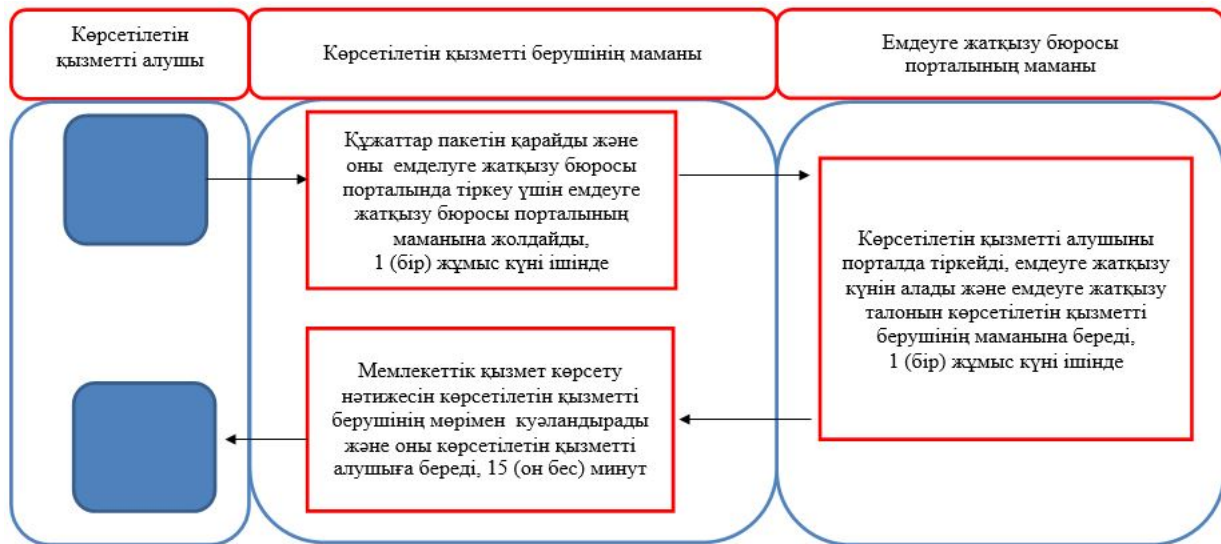 Көрсетілетін
қызметті алушы
Көрсетілетін қызметті берушінің маманы
Емдеуге жатқызу бюросы
порталының маманы
Құжаттар пакетін қарайды және
оны емделуге жатқызу бюросы
порталында тіркеу үшін емдеуге
жатқызу бюросы порталының
маманына жолдайды,
1 (бір) жұмыс күні ішінде
Көрсетілетін қызметті алушыны
порталда тіркейді, емдеуге жатқызу
күнін алады және емдеуге жатқызу
талонын көрсетілетін қызметті
берушінің маманына береді,
1 (бір) жұмыс күні ішінде
Мемлекеттік қызмет көрсету
нәтижесін көрсетілетін қызметті
берушінің мөрімен куәландырады
және оны көрсетілетін қызметті
алушыға береді, 15 (он бес) минут